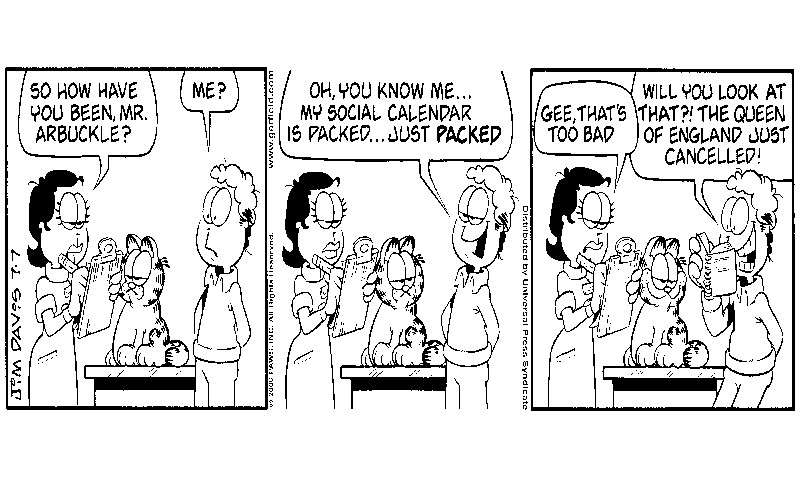 SO HOW HAVE
YOU BEEN, MR.
ARBUCKLE?
ME?
JIM DAVIS 7-7
www.garfield.com
© 2000 PAWS, INC. All Rights Reserved.
OH, YOU KNOW ME...
MY SOCIAL CALENDAR
IS PACKED...JUST PACKED
Distributed by Universal Press Syndicate
GEE, THAT'S
TOO BAD
WILL YOU LOOK AT
THAT?! THE QUEEN
OF ENGLAND JUST
CANCELLED!